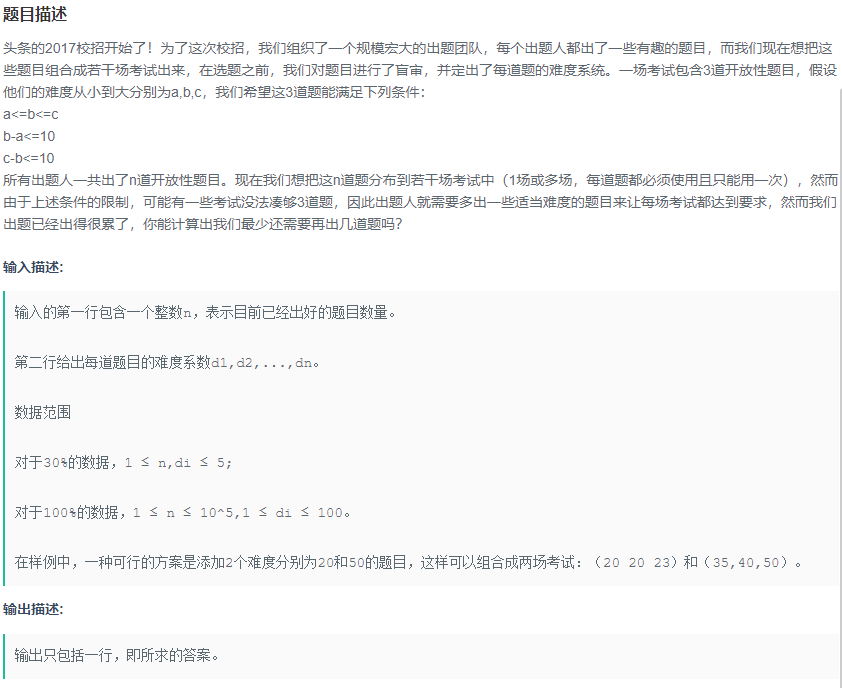 题目描述
头条的2017校招开始了！为了这次校招，我们组织了一个规模宏大的出题团队，每个出题人都出了一些有趣的题目，而我们现在想把这
些题目组合成若干场考试出来，在选题之前，我们对题目进行了盲审，并定出了每道题的难度系统。一场考试包含3道开放性题目，假设
他们的难度从小到大分别为a,b,c，我们希望这3道题能满足下列条件：
a<=b<=c
b-a<=10
c-b<=10
所有出题人一共出了n道开放性题目。现在我们想把这n道题分布到若干场考试中（1场或多场，每道题都必须使用且只能用一次），然而
由于上述条件的限制，可能有一些考试没法凑够3道题，因此出题人就需要多出一些适当难度的题目来让每场考试都达到要求，然而我们
出题已经出得很累了，你能计算出我们最少还需要再出几道题吗？
输入描述:
输入的第一行包含一个整数n，表示目前已经出好的题目数量。
第二行给出每道题目的难度系数d1,d2,...,dn。
数据范围
对于30%的数据，1 ≤ n,di ≤ 5;
对于100%的数据，1 ≤ n ≤ 10^5,1 ≤ di ≤ 100。
在样例中，一种可行的方案是添加2个难度分别为20和50的题目，这样可以组合成两场考试：（20 20 23）和（35,40,50）。
输出描述:
输出只包括一行，即所求的答案。